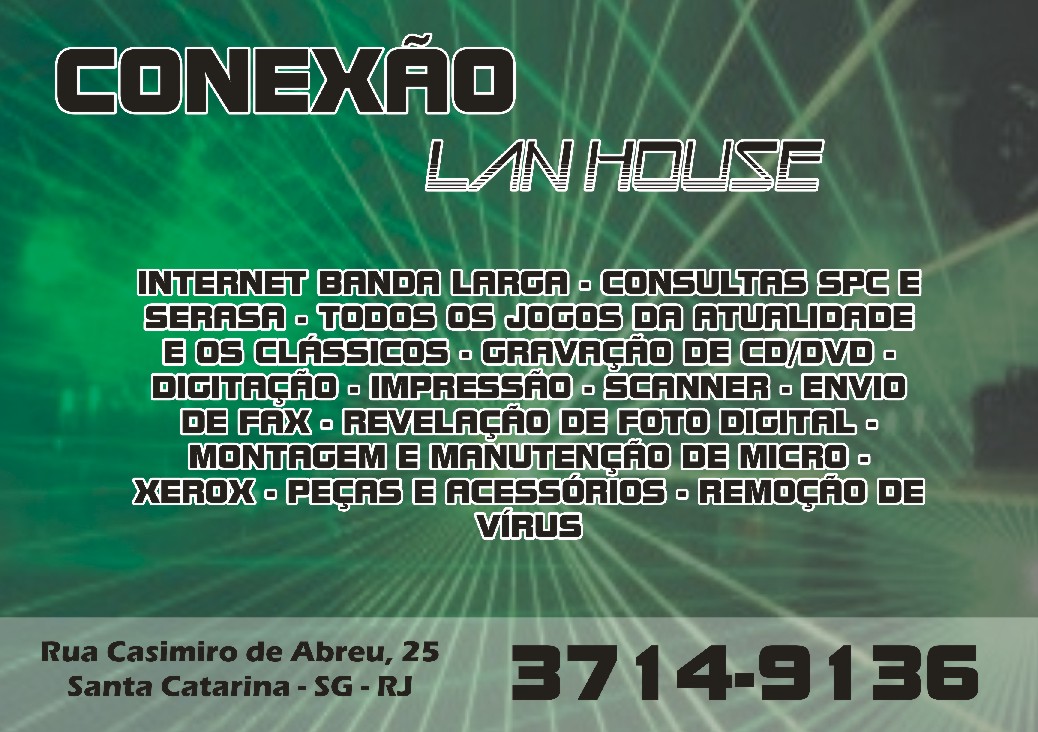 CONEXÃO
LAN HOUSE
INTERNET BANDA LARGA - CONSULTAS SPC E
SERASA - TODOS OS JOGOS DA ATUALIDADE
E OS CLÁSSICOS - GRAVAÇÃO DE CD/DVD -
DIGITAÇÃO - IMPRESSÃO - SCANNER - ENVIO
DE FAX - REVELAÇÃO DE FOTO DIGITAL -
MONTAGEM E MANUTENÇÃO DE MICRO -
XEROX - PEÇAS E ACESSÓRIOS - REMOÇÃO DE
VÍRUS
Rua Casimiro de Abreu, 25
Santa Catarina - SG - RJ
3714-9136